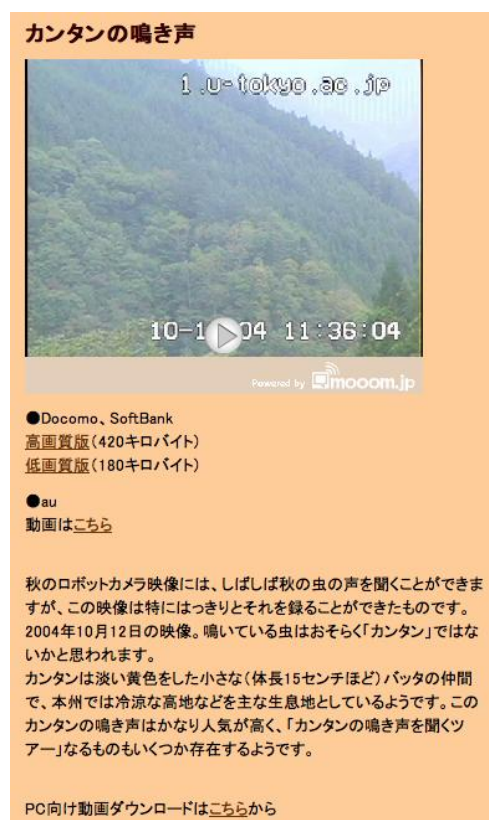 カンタンの鳴き声
1.u-tokyo.ac.jp
10-1 04 11:36:04
Powered by mooom.jp
●Docomo、SoftBank
高画質版(420キロバイト)
低画質版(180キロバイト)
●au
動画はこちら
秋のロボットカメラ映像には、しばしば秋の虫の声を聞くことができま
すが、この映像は特にはっきりとそれを録ることができたものです。
2004年10月12日の映像。鳴いている虫はおそらく「カンタン」ではな
いかと思われます。
カンタンは淡い黄色をした小さな(体長15センチほど)バッタの仲間
で、本州では冷涼な高地などを主な生息地としているようです。この
カンタンの鳴き声はかなり人気が高く、「カンタンの鳴き声を聞くツ
アー」なるものもいくつか存在するようです。
PC向け動画ダウンロードはこちらから